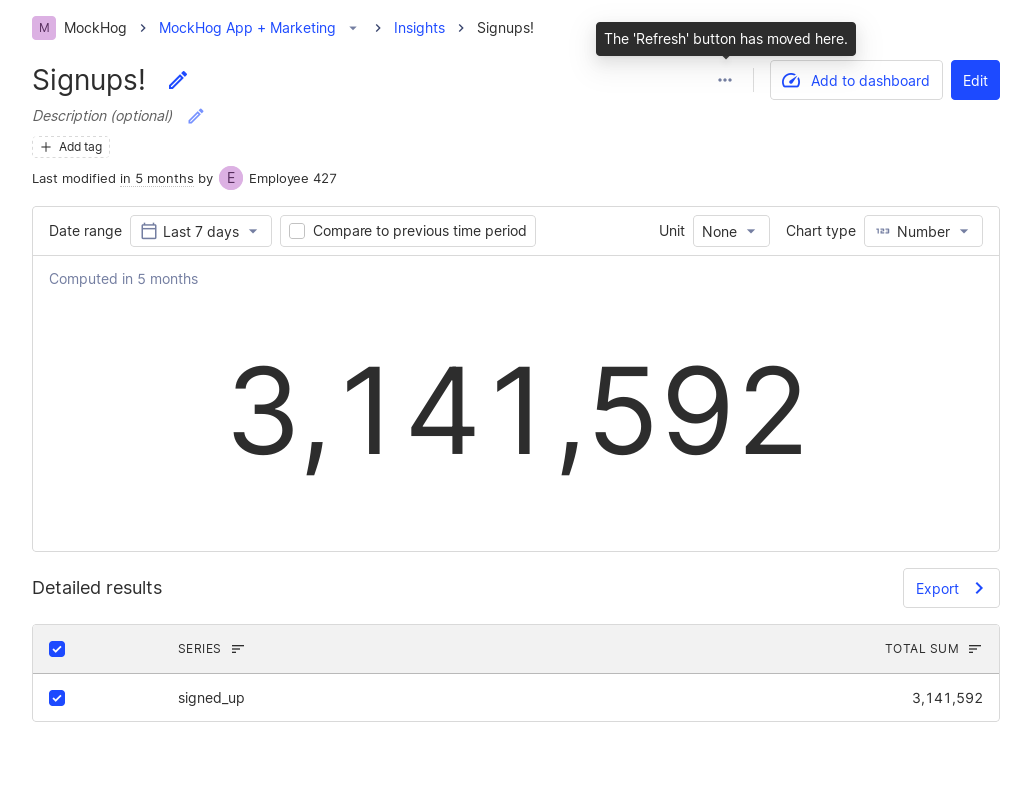 M MockHog MockHog App + Marketing Insights Signups!
The 'Refresh' button has moved here.
Signups!
Add to dashboard Edit
Description (optional)
Add tag
Last modified in 5 months by E Employee 427
Date range Last 7 days Compare to previous time period Unit None Chart type 123 Number
Computed in 5 months
3,141,592
Detailed results
Export
SERIES TOTAL SUM
signed_up 3,141,592